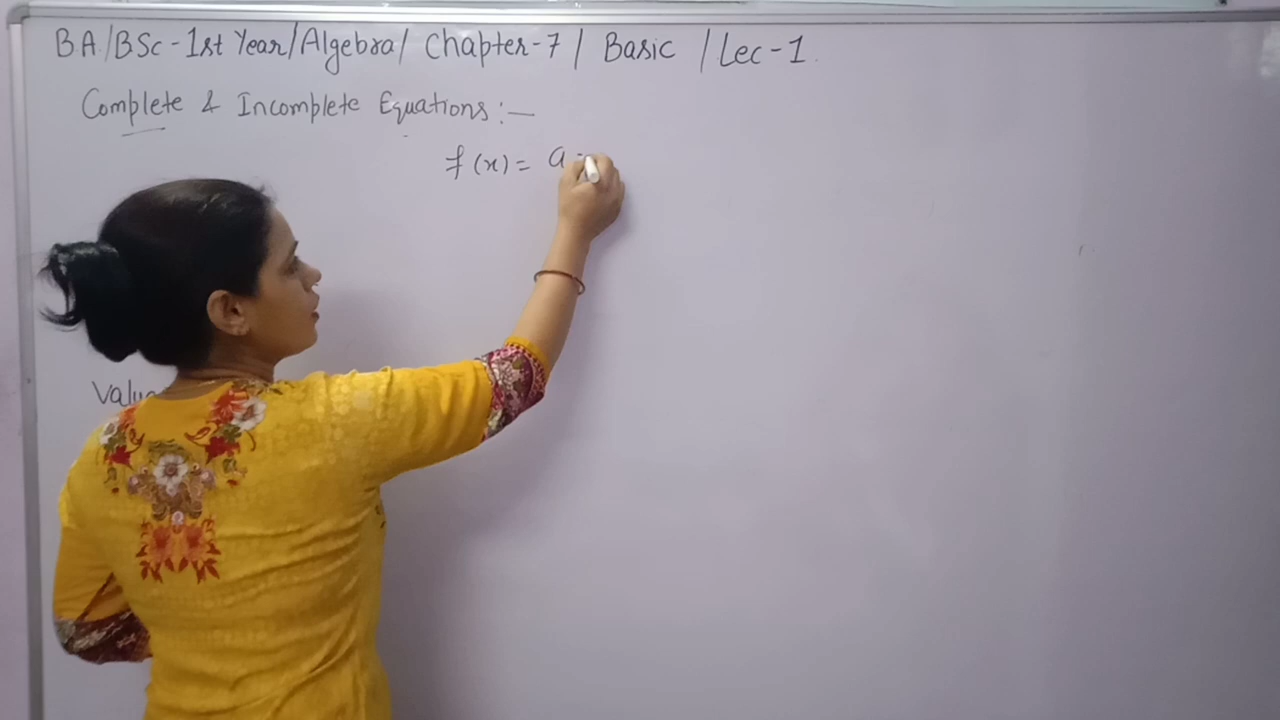 B.A/BSc-1st Year/Algebra/ Chapter-7/ Basic /Lec-1.
Complete & Incomplete Equations:—
f(x)= a